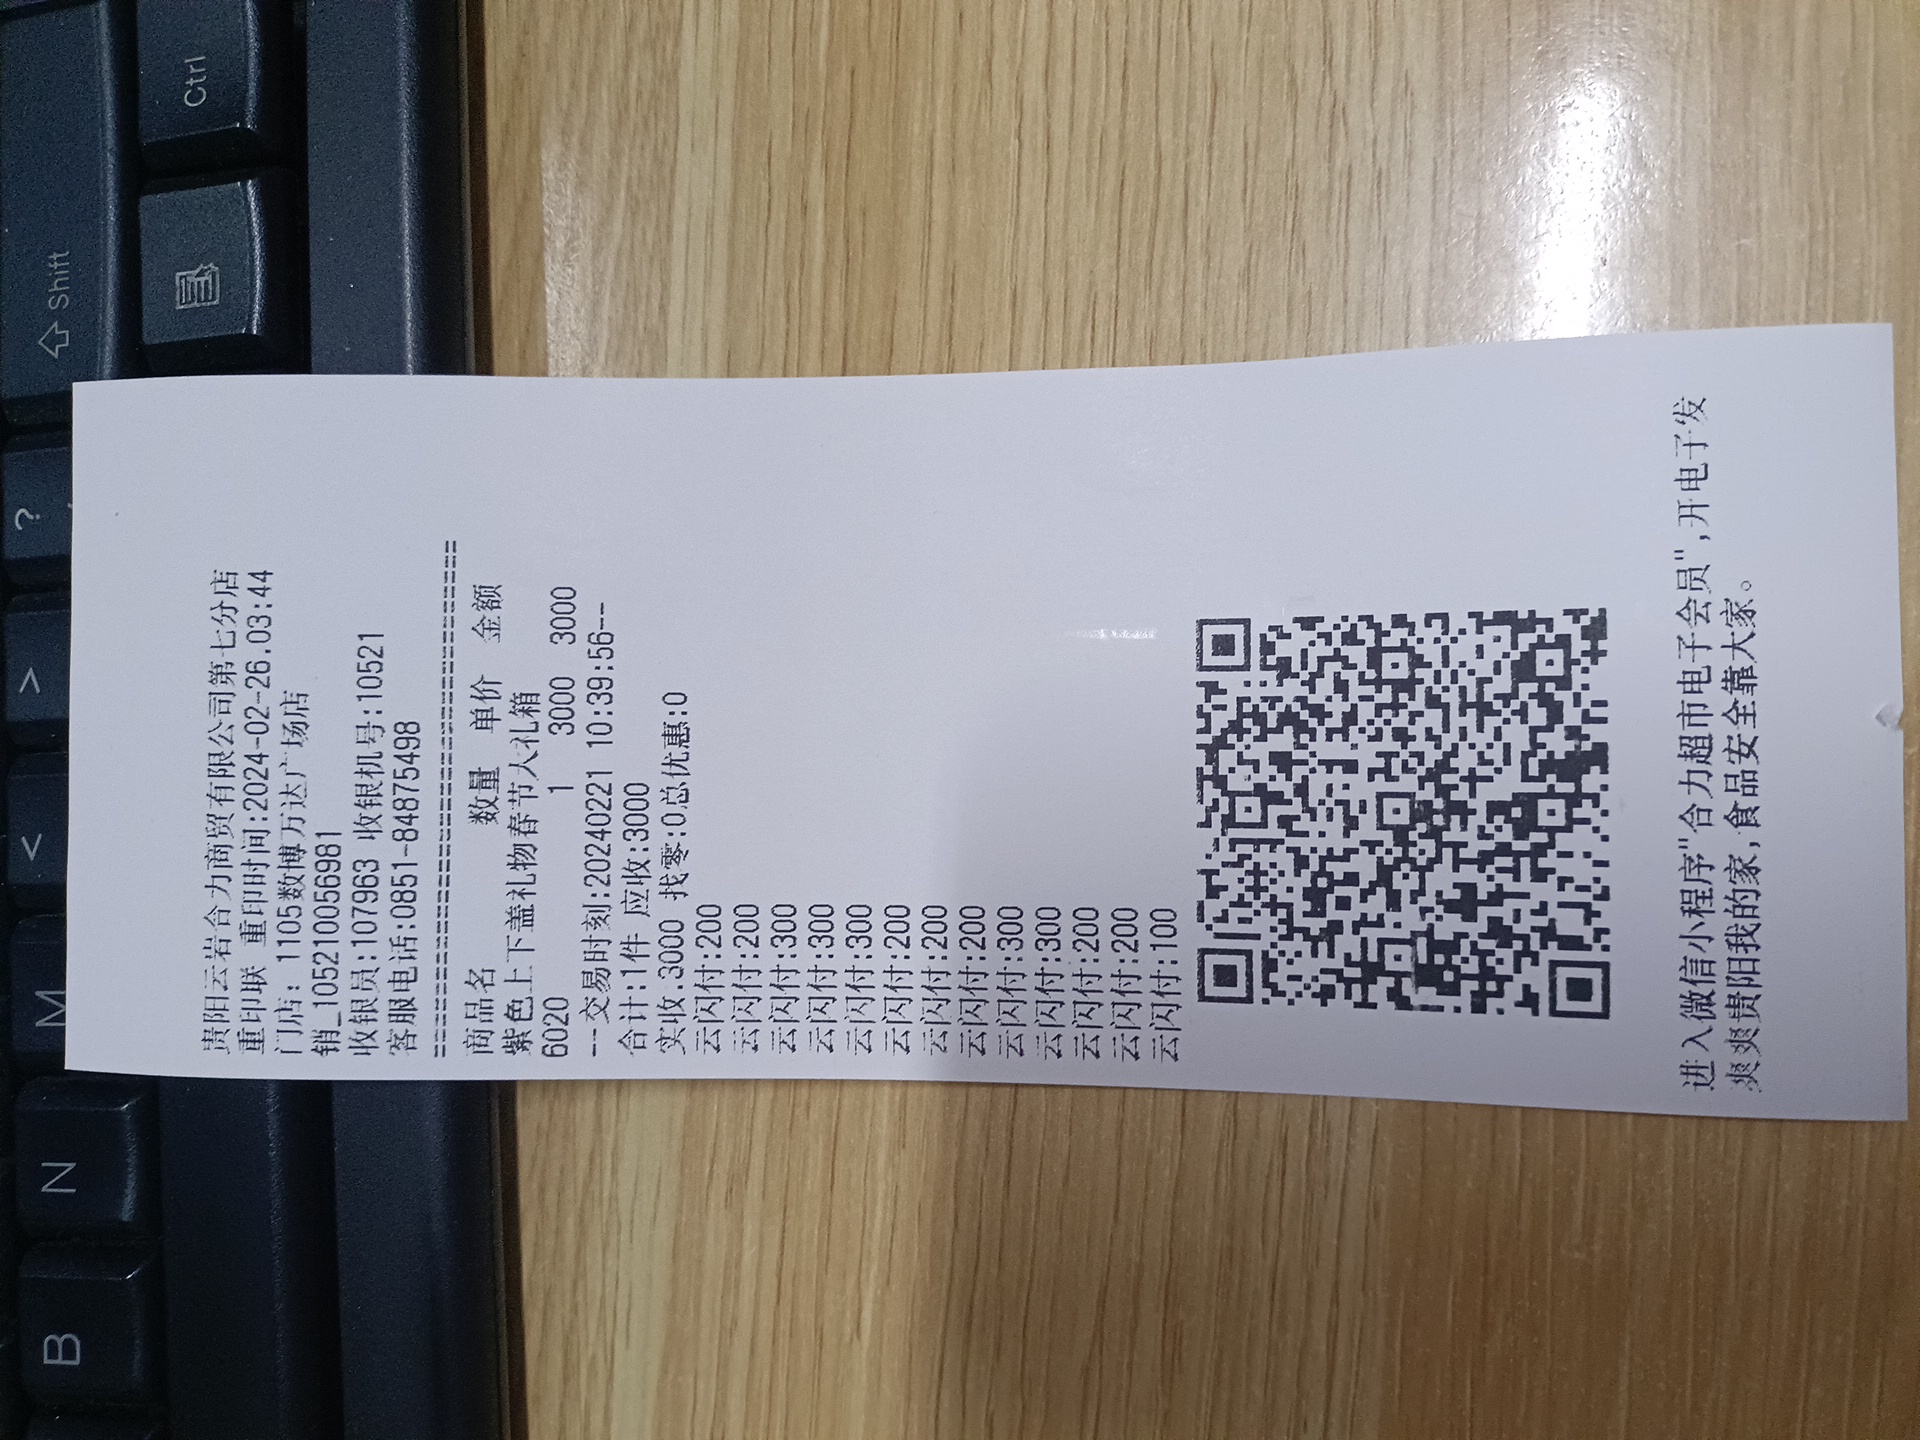 贵阳云岩合力商贸有限公司第七分店
重印联 重印时间:2024-02-26.03:44
门店: 1105数博万达广场店
销_105210056981
收银员:107963 收银机号:10521
客服电话:0851-84875498
商品名 数量 单价 金额
紫色上下盖礼物春节大礼箱
6020 1 3000 3000
---交易时刻:20240221 10:39:56---
合计:1件 应收:3000
实收.3000 找零:0总优惠:0
云闪付:200
云闪付:200
云闪付:300
云闪付:300
云闪付:300
云闪付:200
云闪付:200
云闪付:200
云闪付:300
云闪付:300
云闪付:200
云闪付:200
云闪付:100
进入微信小程序"合力超市电子会员",开电子发
爽爽贵阳我的家,食品安全靠大家。
Ctrl
Shift
?
>
<
M
N
B